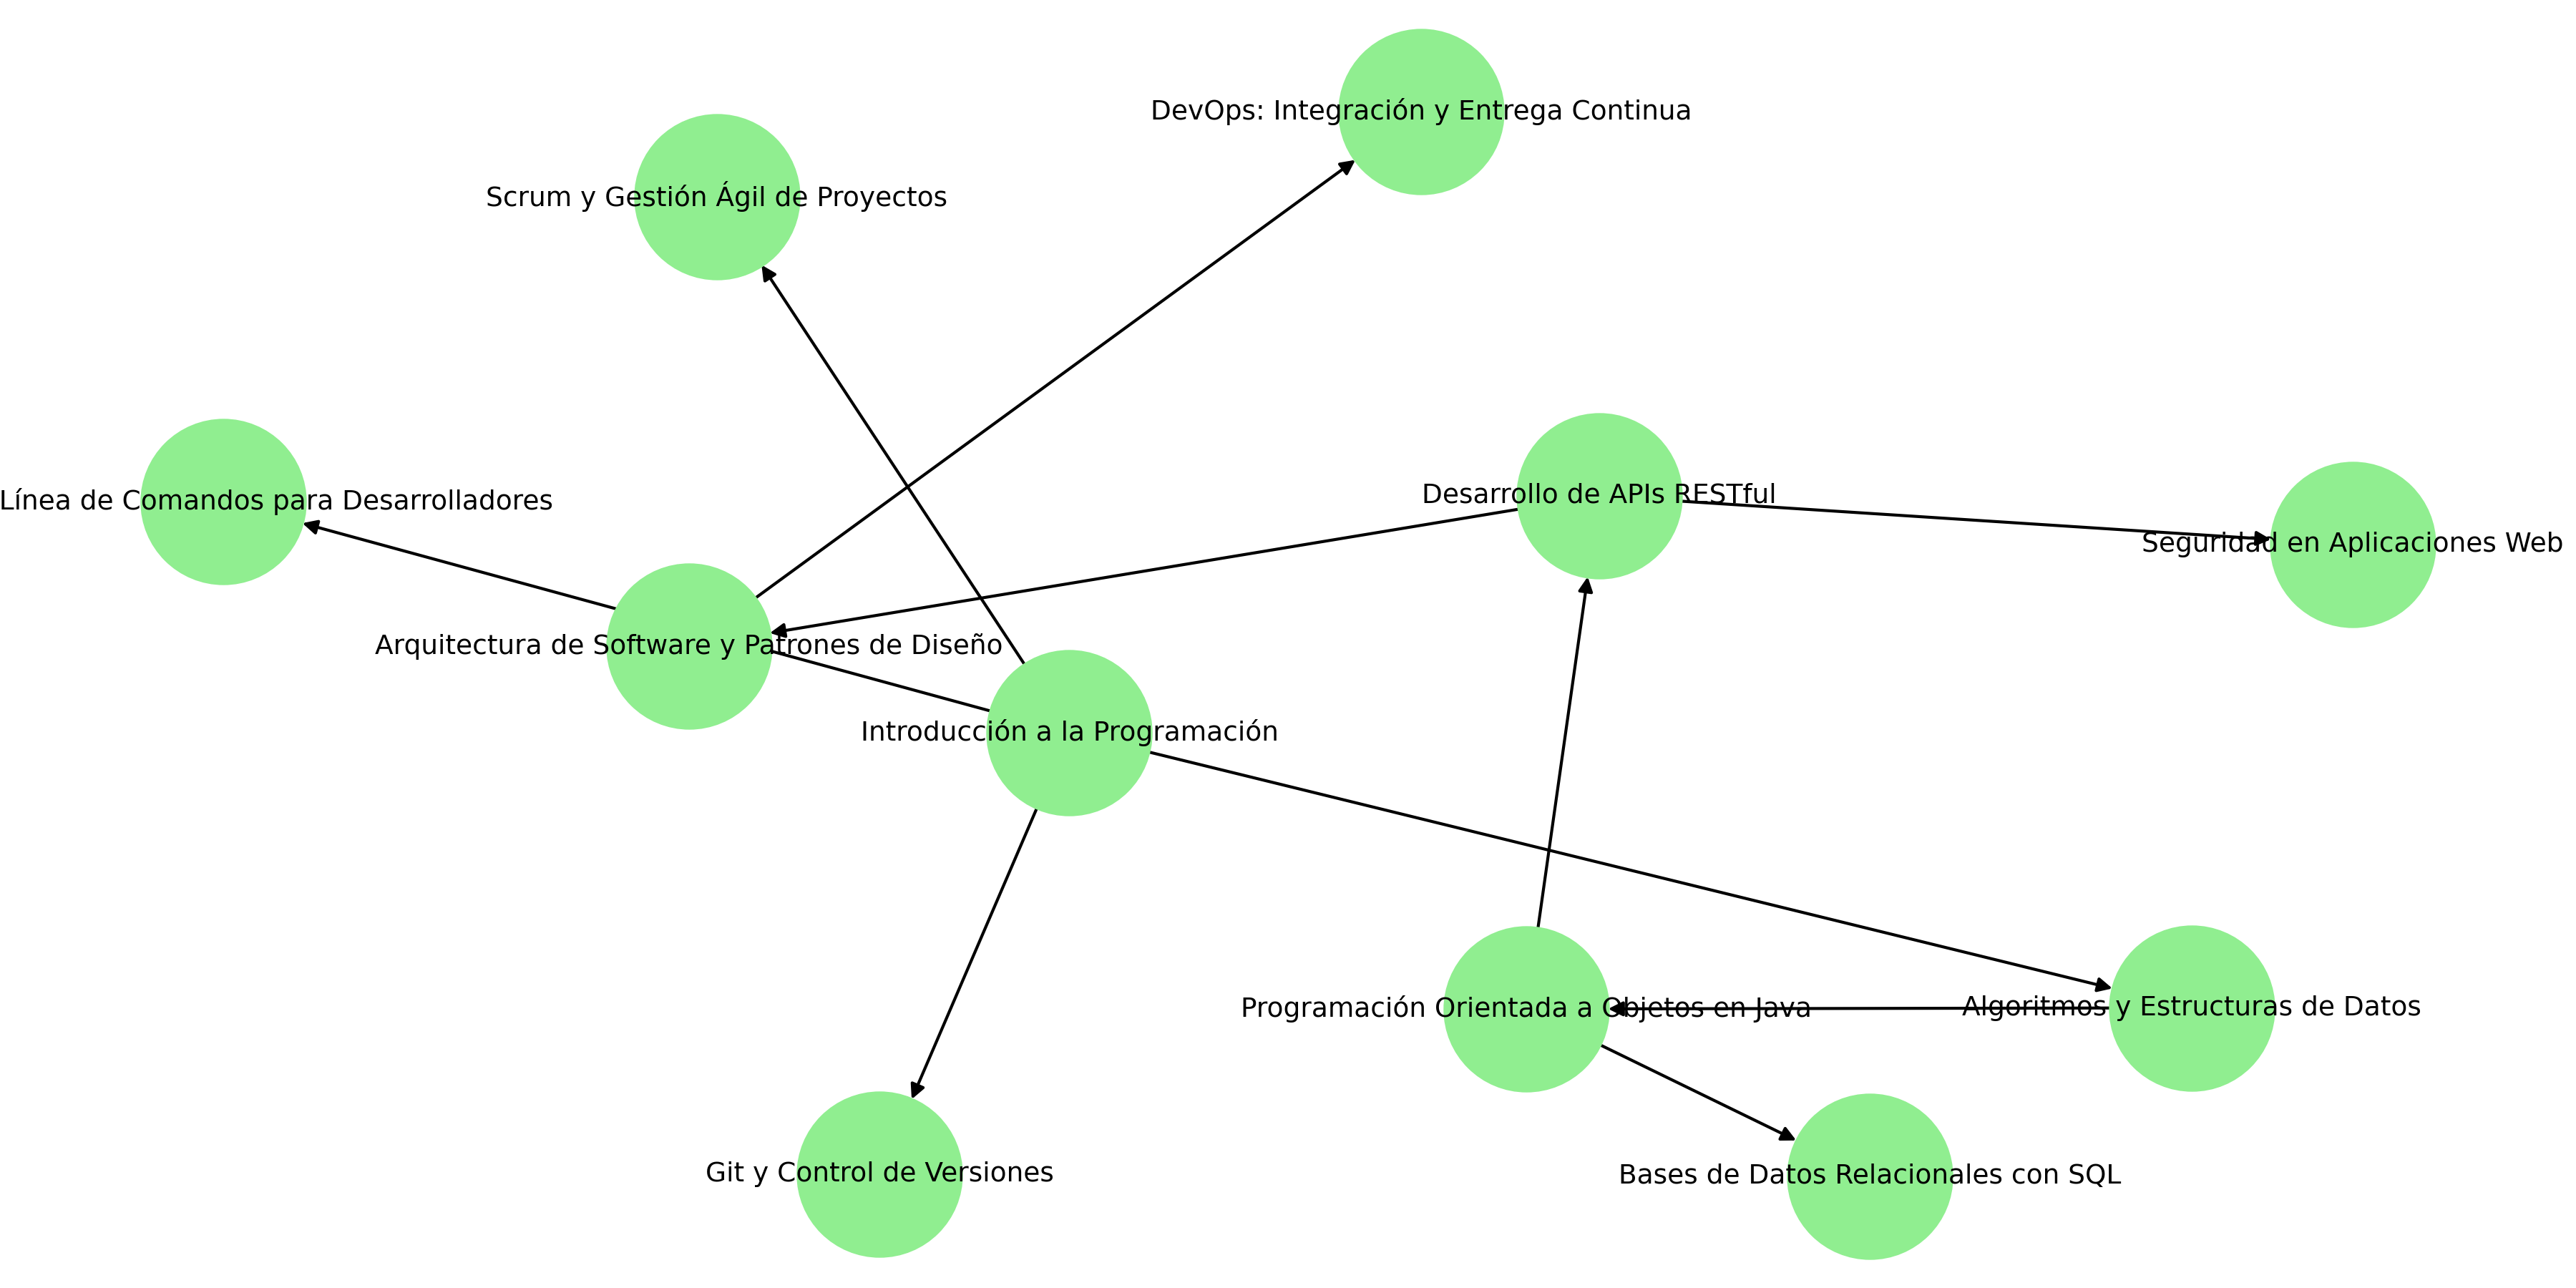 DevOps: Integración y Entrega Continua
Scrum y Gestión Ágil de Proyectos
Línea de Comandos para Desarrolladores
Desarrollo de APIs RESTful
Seguridad en Aplicaciones Web
Arquitectura de Software y Patrones de Diseño
Introducción a la Programación
Programación Orientada a Objetos en Java
Algoritmos y Estructuras de Datos
Git y Control de Versiones
Bases de Datos Relacionales con SQL